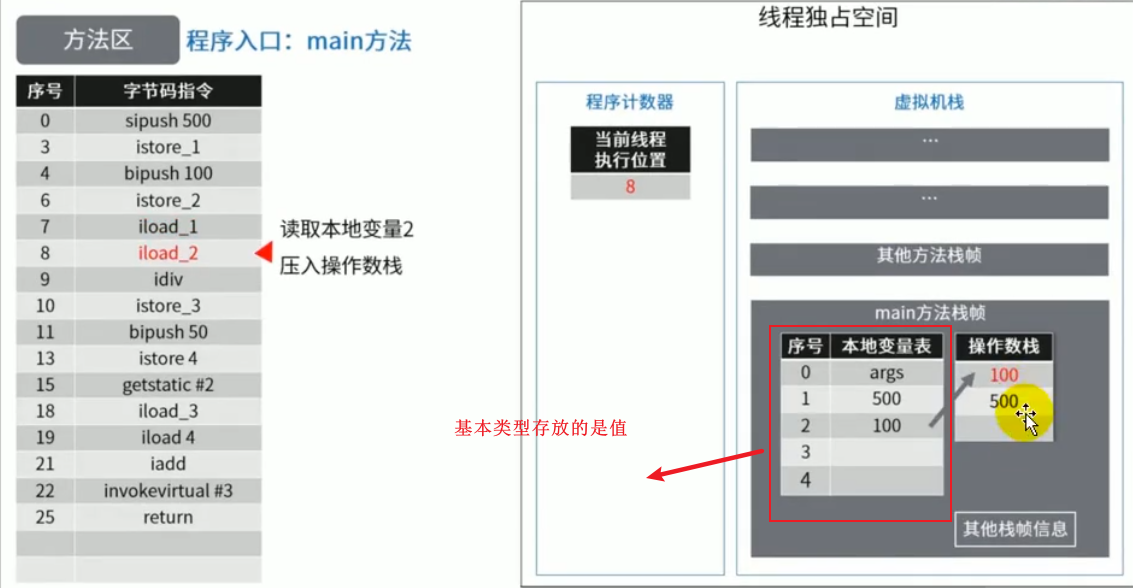 方法区 程序入口：main方法
序号 字节码指令
0 sipush 500
3 istore_1
4 bipush 100
6 istore_2
7 iload_1
8 iload_2
9 idiv
10 istore_3
11 bipush 50
13 istore 4
15 getstatic #2
18 iload_3
19 iload 4
21 iadd
22 invokevirtual #3
25 return
读取本地变量2
压入操作数栈
线程独占空间
程序计数器
当前线程
执行位置
8
虚拟机栈
...
...
其他方法栈帧
main方法栈帧
序号 本地变量表
0 args
1 500
2 100
3
4
操作数栈
100
500
其他栈帧信息
基本类型存放的是值